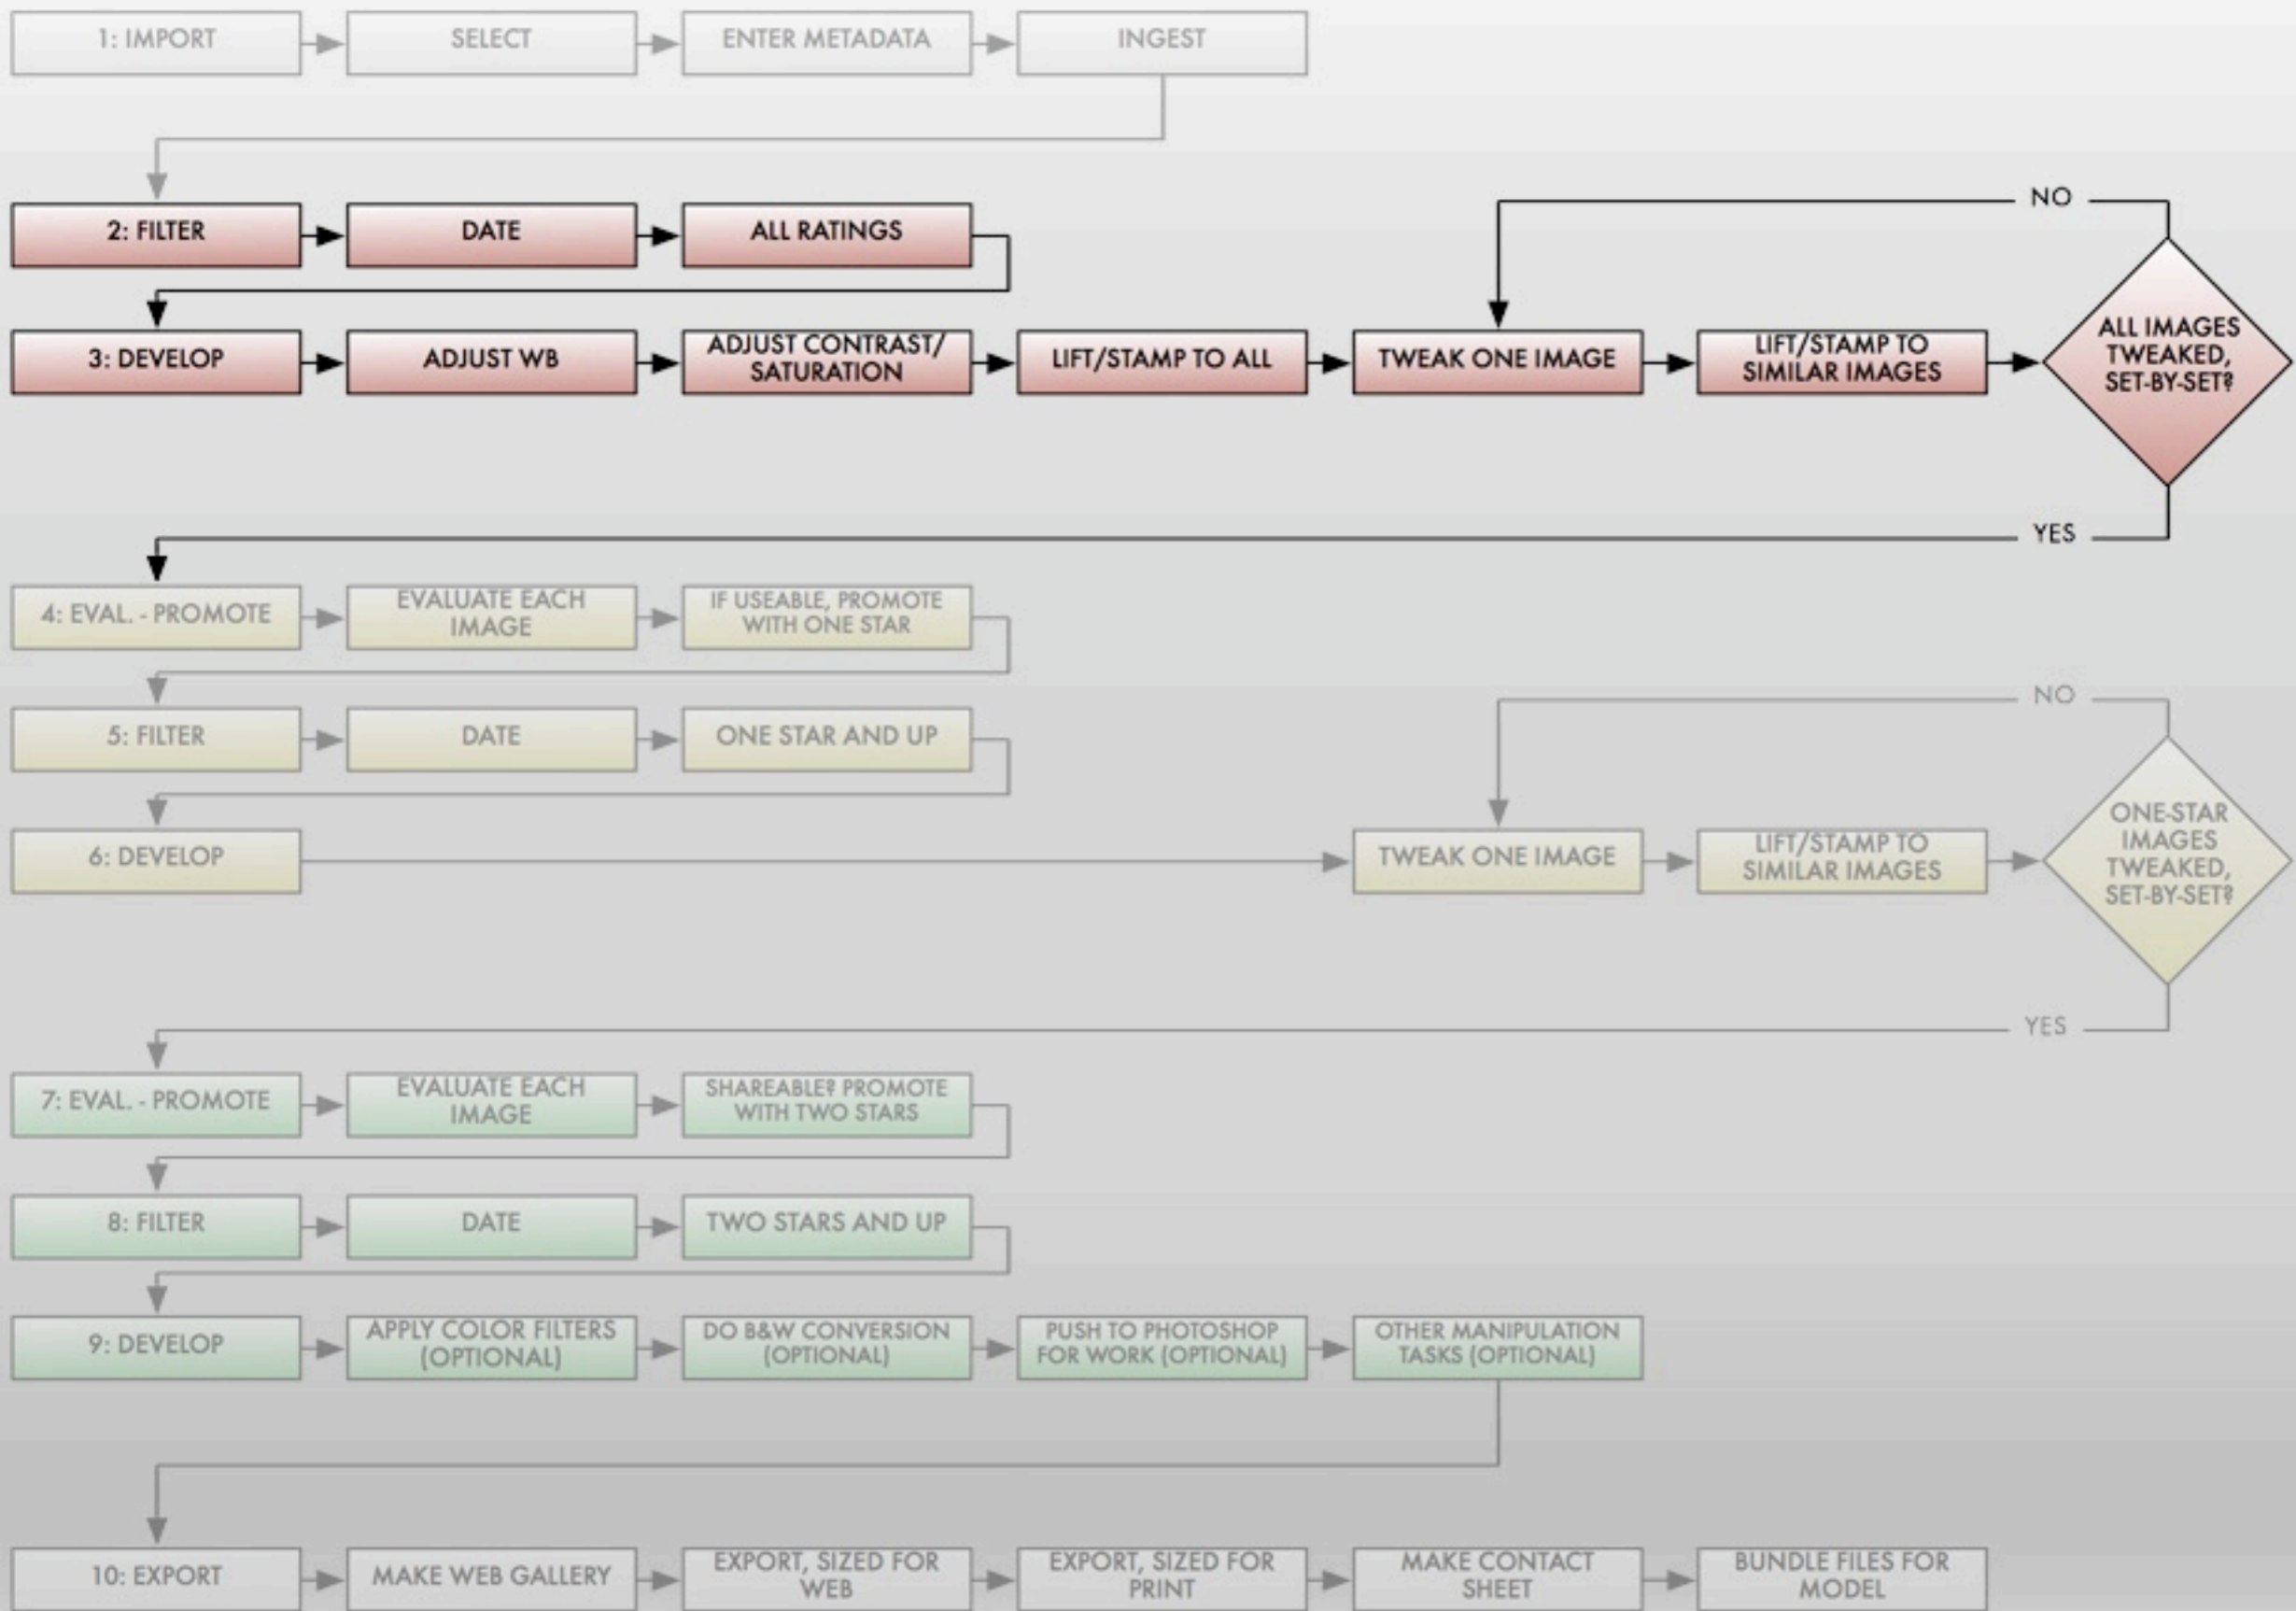 1: IMPORT
SELECT
ENTER METADATA
INGEST
2: FILTER
DATE
ALL RATINGS
NO
3: DEVELOP
ADJUST WB
ADJUST CONTRAST/
SATURATION
LIFT/STAMP TO ALL
TWEAK ONE IMAGE
LIFT/STAMP TO
SIMILAR IMAGES
ALL IMAGES
TWEAKED,
SET-BY-SET?
YES
4: EVAL. - PROMOTE
EVALUATE EACH
IMAGE
IF USEABLE, PROMOTE
WITH ONE STAR
5: FILTER
DATE
ONE STAR AND UP
NO
6: DEVELOP
TWEAK ONE IMAGE
LIFT/STAMP TO
SIMILAR IMAGES
ONE-STAR
IMAGES
TWEAKED,
SET-BY-SET?
YES
7: EVAL. - PROMOTE
EVALUATE EACH
IMAGE
SHAREABLE? PROMOTE
WITH TWO STARS
8: FILTER
DATE
TWO STARS AND UP
9: DEVELOP
APPLY COLOR FILTERS
(OPTIONAL)
DO B&W CONVERSION
(OPTIONAL)
PUSH TO PHOTOSHOP
FOR WORK (OPTIONAL)
OTHER MANIPULATION
TASKS (OPTIONAL)
10: EXPORT
MAKE WEB GALLERY
EXPORT, SIZED FOR
WEB
EXPORT, SIZED FOR
PRINT
MAKE CONTACT
SHEET
BUNDLE FILES FOR
MODEL